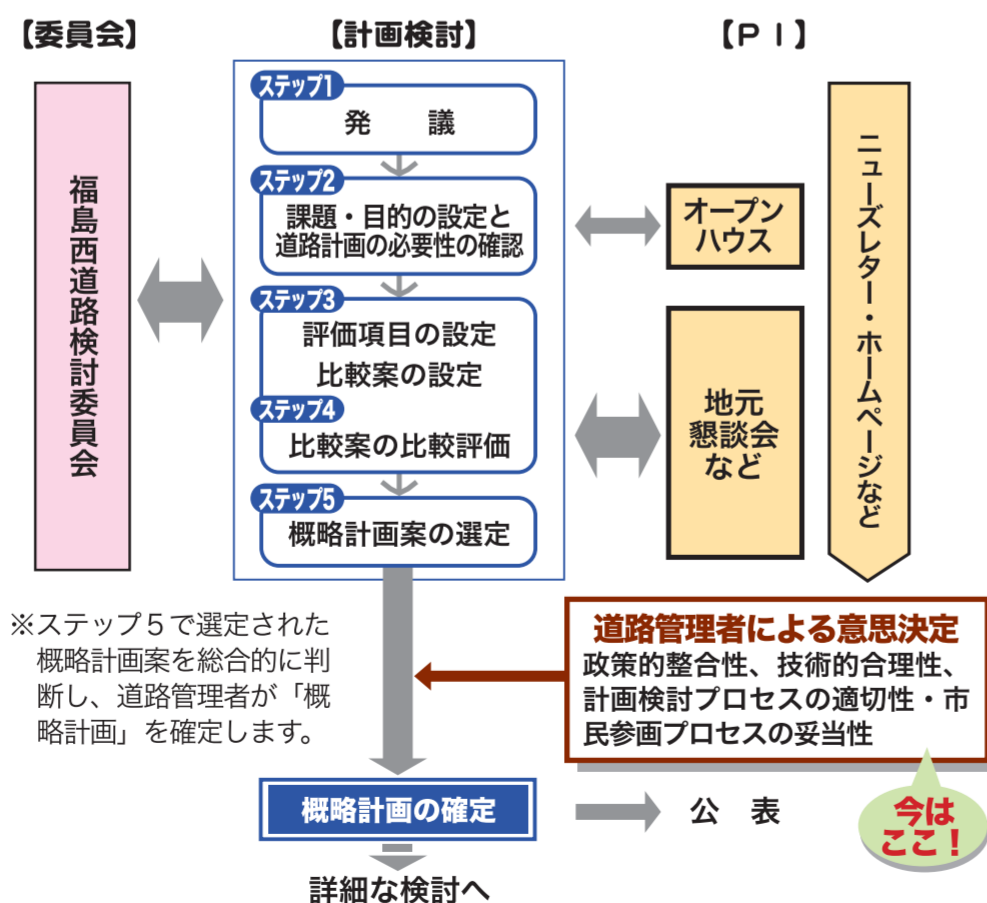 【委員会】
【計画検討】
【ＰＩ】
福島西道路検討委員会
ステップ1
発　議
ステップ2
課題・目的の設定と
道路計画の必要性の確認
ステップ3
評価項目の設定
比較案の設定
ステップ4
比較案の比較評価
ステップ5
概略計画案の選定
オープン
ハウス
地元
懇談会
など
ニューズレター・ホームページなど
※ステップ５で選定された
概略計画案を総合的に判
断し、道路管理者が「概
略計画」を確定します。
道路管理者による意思決定
政策的整合性、技術的合理性、
計画検討プロセスの適切性・市
民参画プロセスの妥当性
今は
ここ！
概略計画の確定
公　表
詳細な検討へ